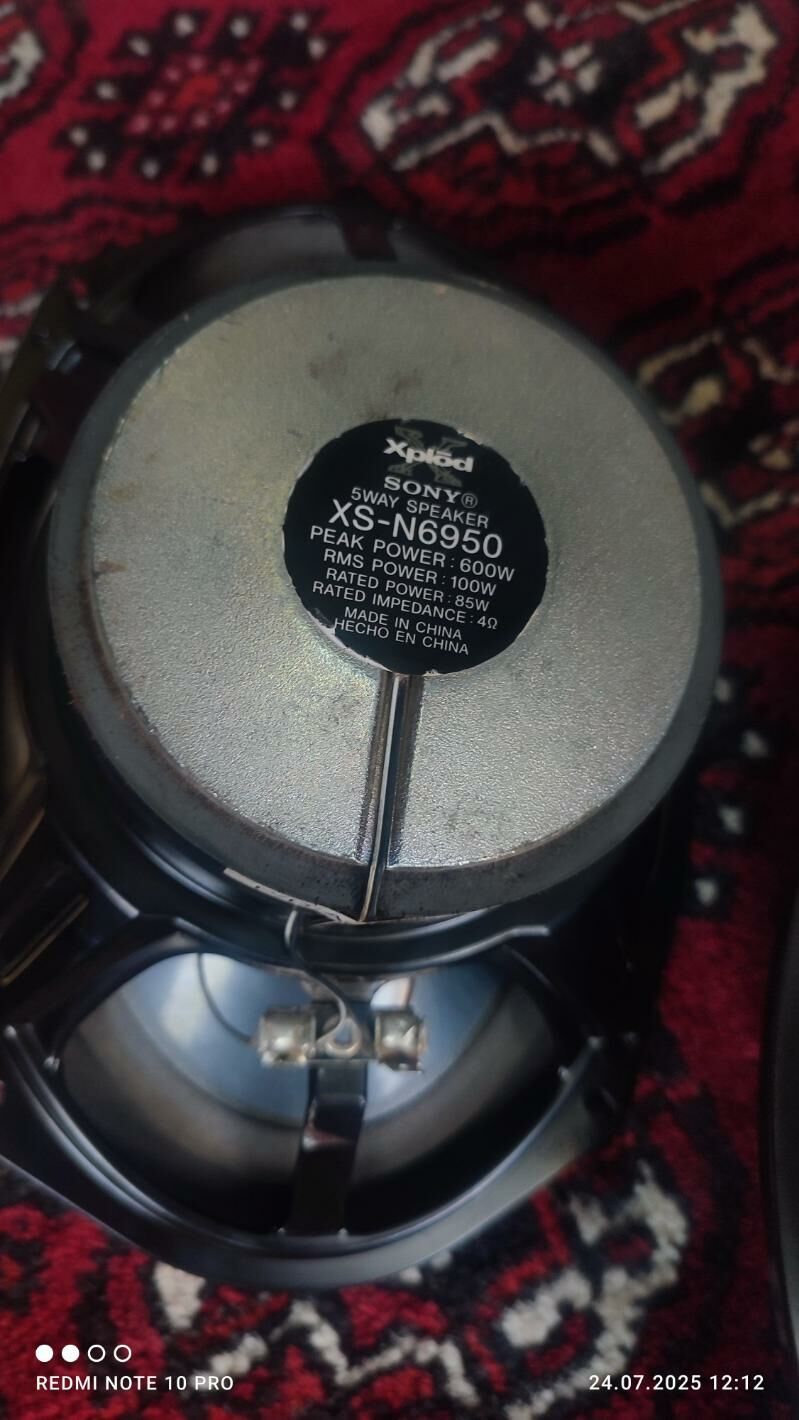 Xplōd
SONY®
5WAY SPEAKER
XS-N6950
PEAK POWER : 600W
RMS POWER : 100W
RATED POWER : 85W
RATED IMPEDANCE : 4Ω
MADE IN CHINA
HECHO EN CHINA
REDMI NOTE 10 PRO
24.07.2025 12:12